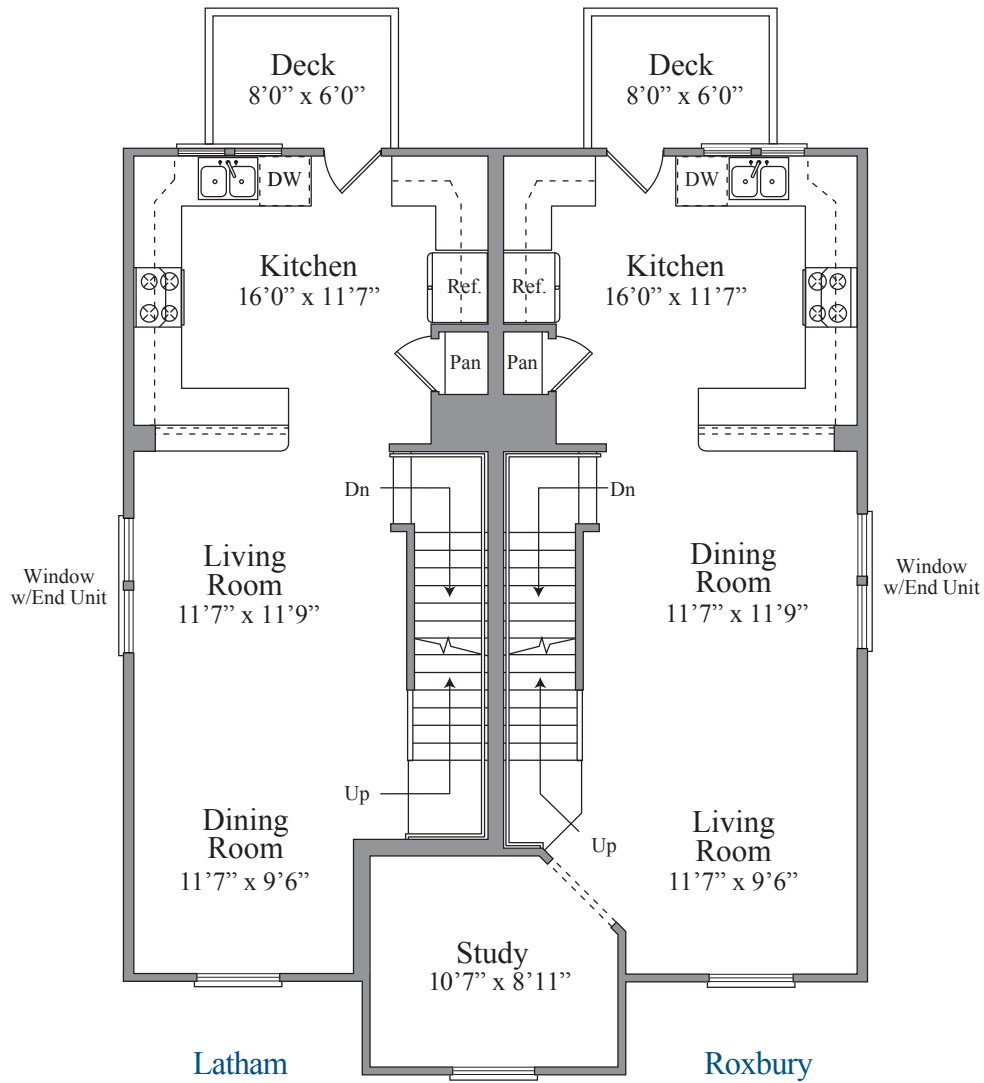 Deck
8’0” x 6’0”
Deck
8’0” x 6’0”
DW
DW
Kitchen
16’0” x 11’7”
Kitchen
16’0” x 11’7”
Ref.
Ref.
Pan
Pan
Dn
Dn
Window
w/End Unit
Living
Room
11’7” x 11’9”
Dining
Room
11’7” x 11’9”
Window
w/End Unit
Up
Up
Dining
Room
11’7” x 9’6”
Living
Room
11’7” x 9’6”
Study
10’7” x 8’11”
Latham
Roxbury